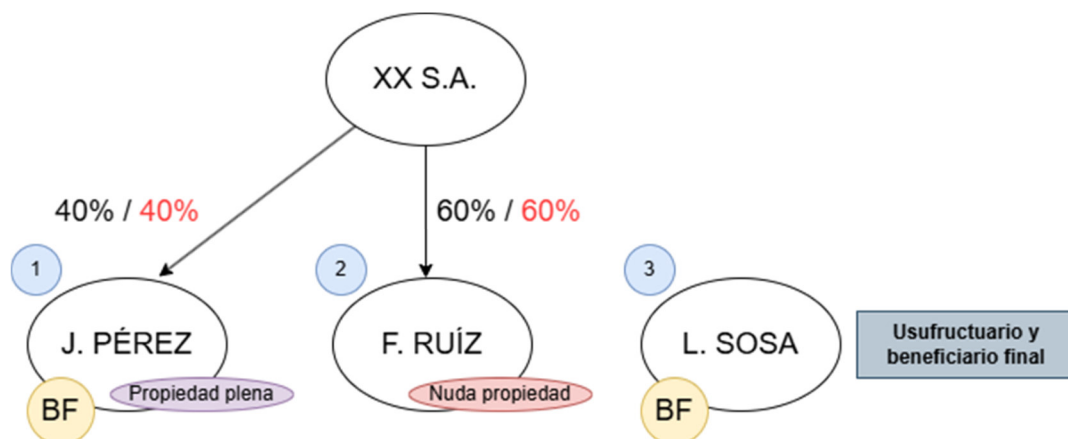 XX S.A.
40% / 40%
60% / 60%
1
2
3
J. PÉREZ
F. RUÍZ
L. SOSA
Usufructuario y
beneficiario final
Propiedad plena
Nuda propiedad
BF
BF